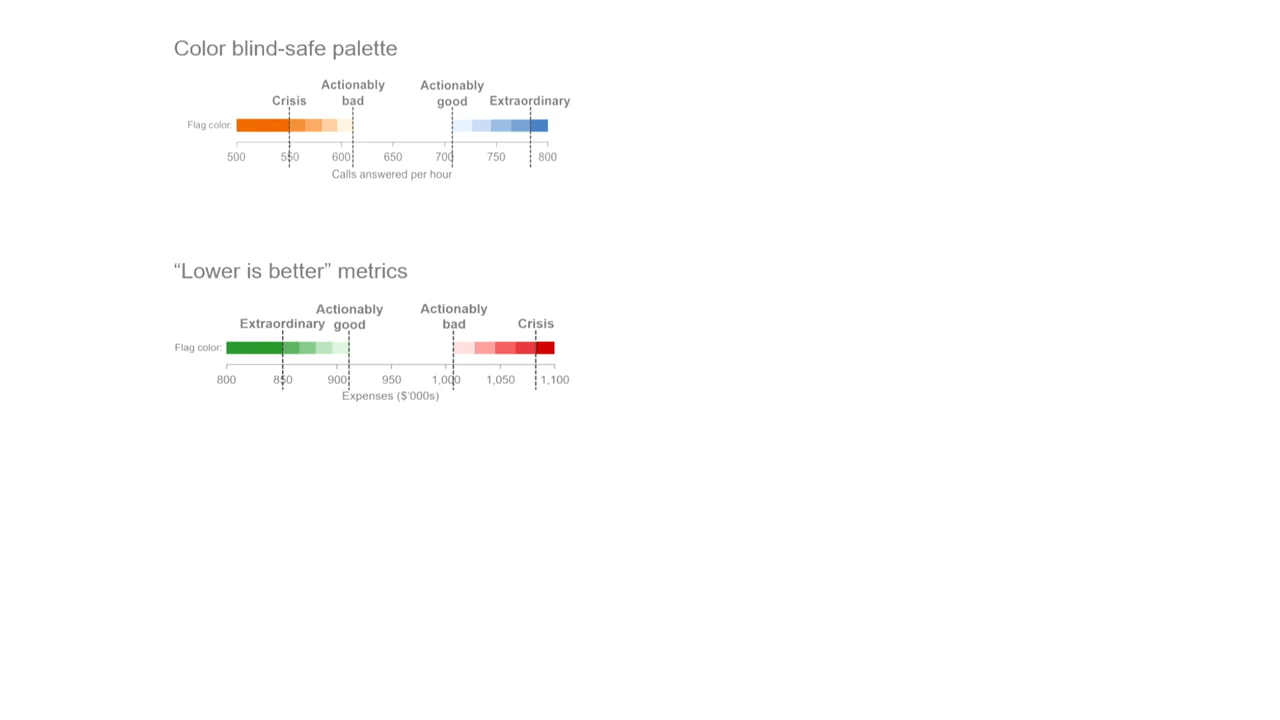 Color blind-safe palette
Actionably Actionably
Crisis bad good Extraordinary
Flag color:
500 550 600 650 700 750 800
Calls answered per hour
“Lower is better” metrics
Actionably Actionably
Extraordinary good bad Crisis
Flag color:
800 850 900 950 1,000 1,050 1,100
Expenses ($'000s)